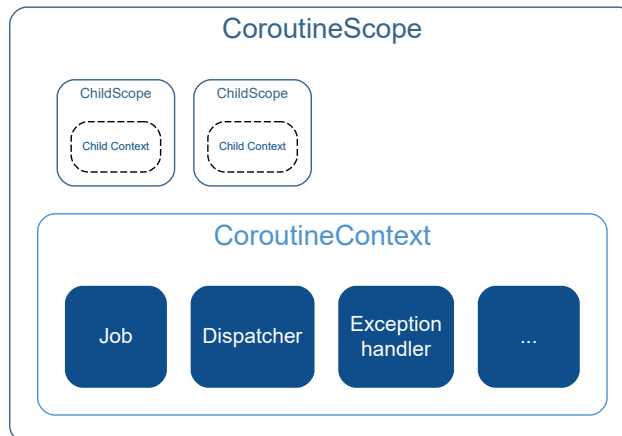 CoroutineScope
ChildScope
ChildScope
Child Context
Child Context
CoroutineContext
Job
Dispatcher
Exception
handler
...